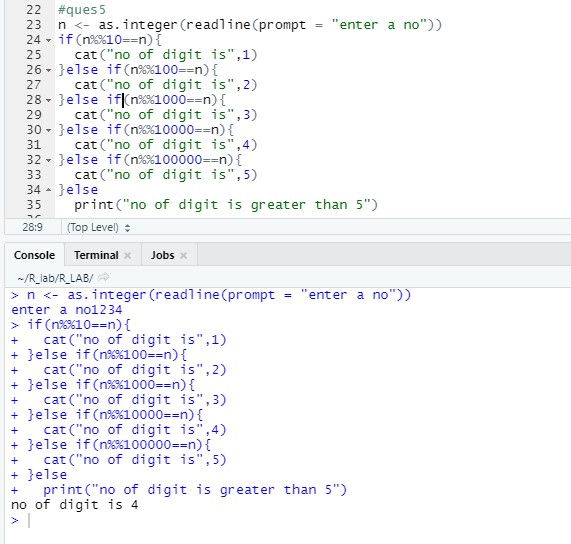 22 #ques5
23 n <- as.integer(readline(prompt = "enter a no"))
24 if(n%%10==n){
25   cat("no of digit is",1)
26 }else if(n%%100==n){
27   cat("no of digit is",2)
28 }else if(n%%1000==n){
29   cat("no of digit is",3)
30 }else if(n%%10000==n){
31   cat("no of digit is",4)
32 }else if(n%%100000==n){
33   cat("no of digit is",5)
34 }else
35   print("no of digit is greater than 5")
28:9 (Top Level)
Console Terminal Jobs
~/R_lab/R_LAB/
> n <- as.integer(readline(prompt = "enter a no"))
enter a no1234
> if(n%%10==n){
+   cat("no of digit is",1)
+ }else if(n%%100==n){
+   cat("no of digit is",2)
+ }else if(n%%1000==n){
+   cat("no of digit is",3)
+ }else if(n%%10000==n){
+   cat("no of digit is",4)
+ }else if(n%%100000==n){
+   cat("no of digit is",5)
+ }else
+   print("no of digit is greater than 5")
no of digit is 4
>